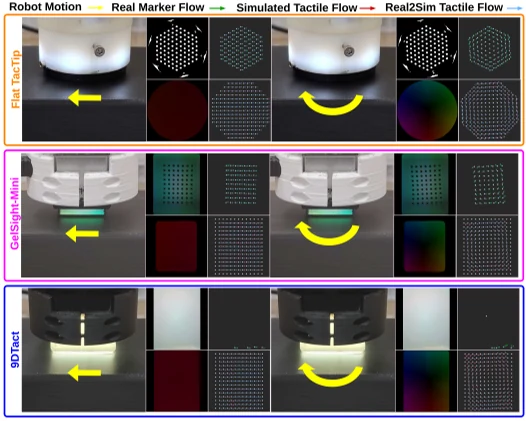 Robot Motion Real Marker Flow Simulated Tactile Flow Real2Sim Tactile Flow
Flat TacTip
GelSight-Mini
9DTact